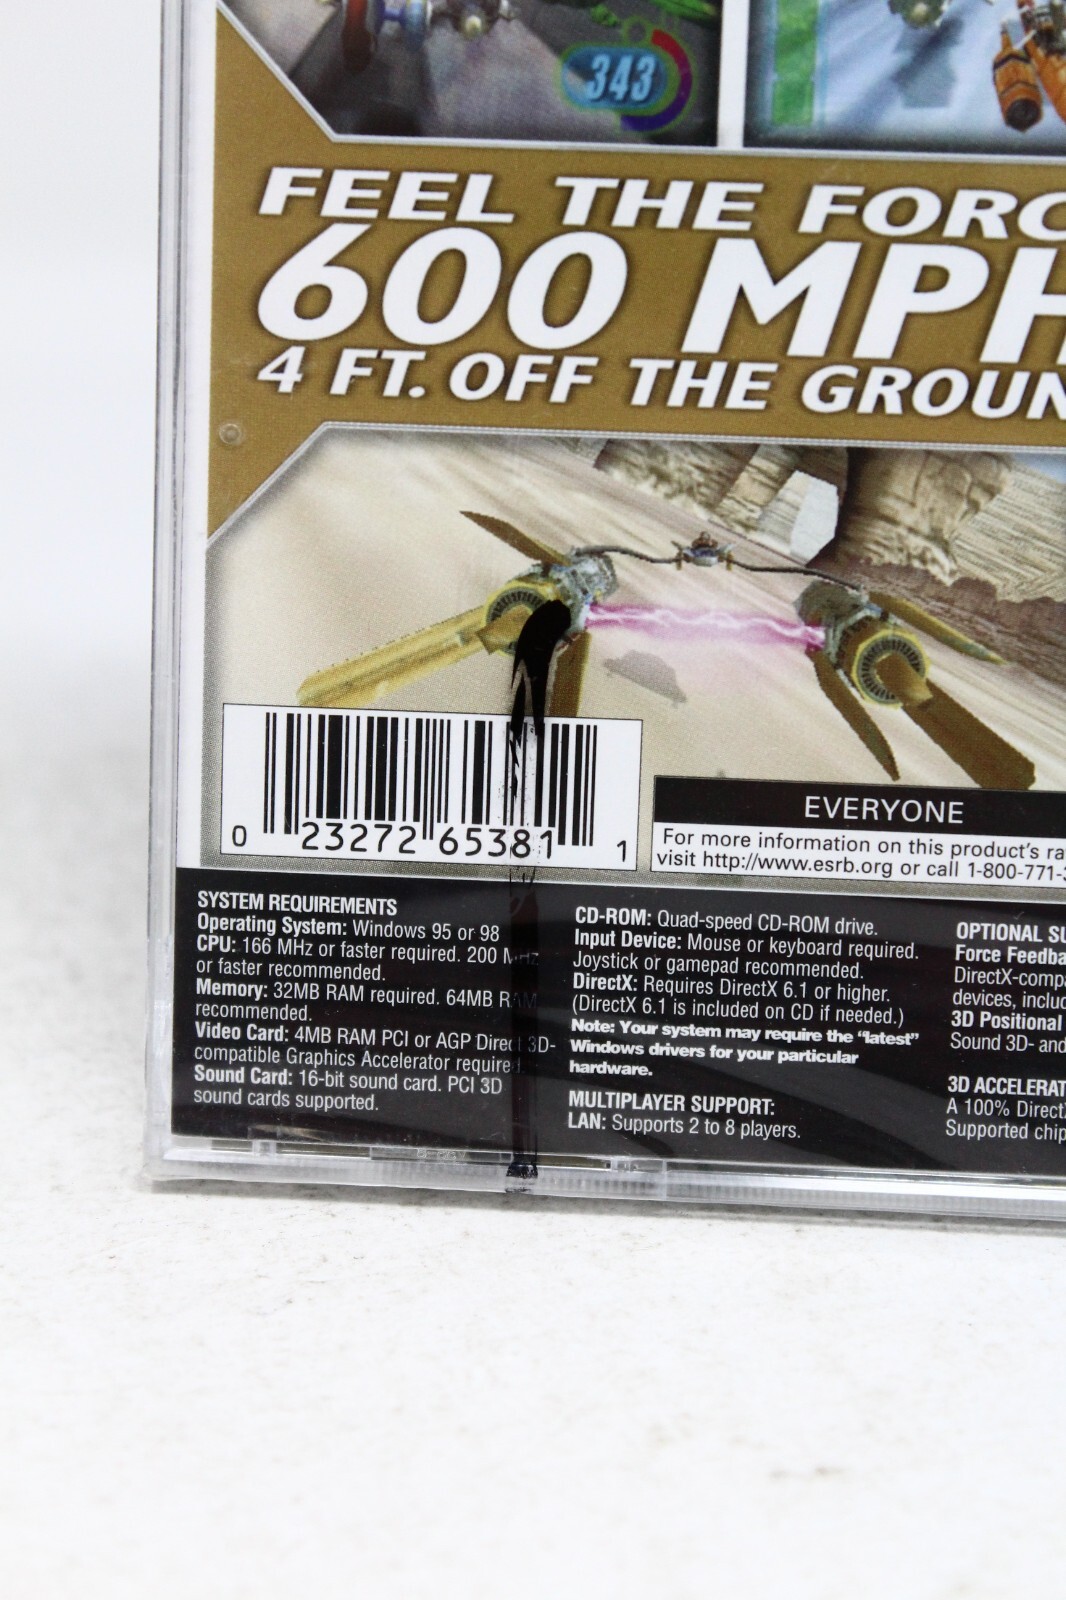 343
FEEL THE FORC
600 MPH
4 FT. OFF THE GROUN
0 23272 65381 1
EVERYONE
For more information on this product's ra
visit http://www.esrb.org or call 1-800-771-3
SYSTEM REQUIREMENTS
Operating System: Windows 95 or 98
CPU: 166 MHz or faster required. 200 MHz
or faster recommended.
Memory: 32MB RAM required. 64MB RAM
recommended.
Video Card: 4MB RAM PCI or AGP Direct 3D-
compatible Graphics Accelerator required.
Sound Card: 16-bit sound card. PCI 3D
sound cards supported.
CD-ROM: Quad-speed CD-ROM drive.
Input Device: Mouse or keyboard required.
Joystick or gamepad recommended.
DirectX: Requires DirectX 6.1 or higher.
(DirectX 6.1 is included on CD if needed.)
Note: Your system may require the "latest"
Windows drivers for your particular
hardware.
MULTIPLAYER SUPPORT:
LAN: Supports 2 to 8 players.
OPTIONAL SU
Force Feedba
DirectX-compa
devices, includ
3D Positional
Sound 3D- and
3D ACCELERAT
A 100% DirectX
Supported chip